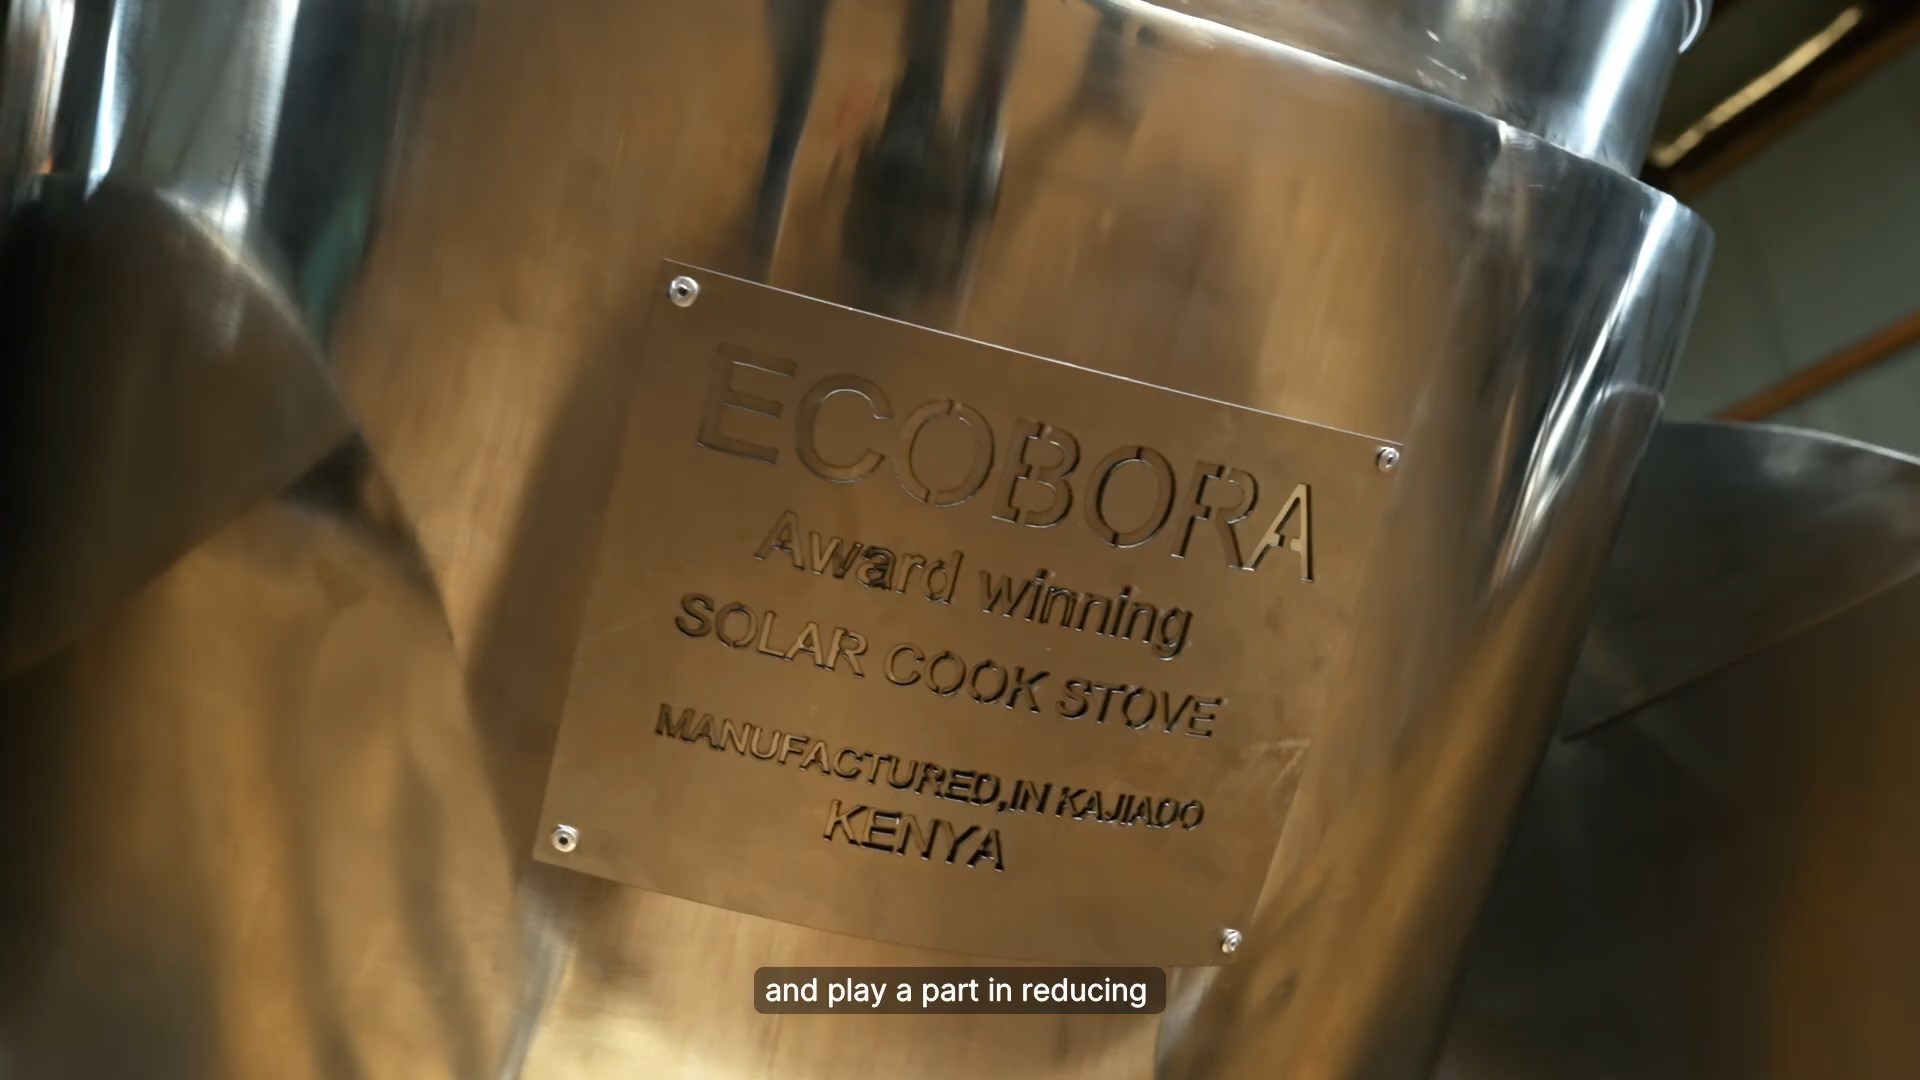 ECOBORA
Award winning
SOLAR COOK STOVE
MANUFACTURED,IN KAJIADO
KENYA
and play a part in reducing